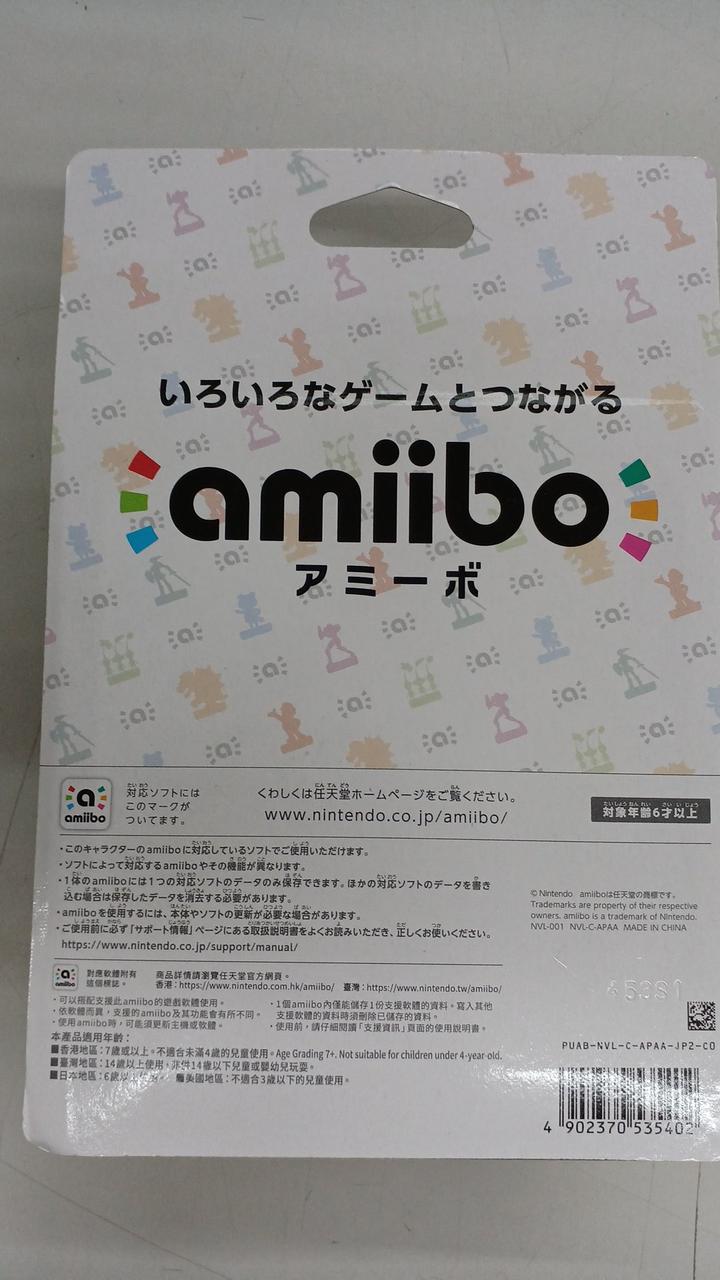 いろいろなゲームとつながる
amiibo
アミーボ
amiibo
対応ソフトには
このマークが
ついてます。
くわしくは任天堂ホームページをご覧ください。
www.nintendo.co.jp/amiibo/
対象年齢6才以上
・このキャラクターのamiiboに対応しているソフトでご使用いただけます。
・ソフトによって対応するamiiboやその機能が異なります。
・1体のamiiboには1つの対応ソフトのデータのみ保存できます。ほかの対応ソフトのデータを書き
込む場合は保存したデータを消去する必要があります。
・amiiboを使用するには、本体やソフトの更新が必要な場合があります。
・ご使用前に必ず「サポート情報」ページにある取扱説明書をよくお読みいただき、正しくお使いください。
https://www.nintendo.co.jp/support/manual/
© Nintendo amiiboは任天堂の商標です。
Trademarks are property of their respective
owners. amiibo is a trademark of Nintendo.
NVL-001 NVL-C-APAA MADE IN CHINA
amiibo
對應軟體附有
這個標誌。
商品詳情請瀏覽任天堂官方網頁。
香港：https://www.nintendo.com.hk/amiibo/ 臺灣：https://www.nintendo.tw/amiibo/
・可以搭配支援此amiibo的遊戲軟體使用。
・依軟體而異，支援的amiibo及其功能會有所不同。
・使用amiibo時，可能須更新主機或軟體。
・1個amiibo內僅能儲存1份支援軟體的資料。寫入其他
支援軟體的資料時須刪除已儲存的資料。
・使用前，請仔細閱讀「支援資訊」頁面的使用說明書。
本產品適用年齡：
■香港地區：7歲或以上。不適合未滿4歲的兒童使用。Age Grading 7+. Not suitable for children under 4-year-old.
■臺灣地區：14歲以上使用，非供14歲以下兒童或嬰幼兒玩耍。
■日本地區：6歲以上 ■美國地區：不適合3歲以下的兒童使用。
PUAB-NVL-C-APAA-JP2-C0
4 902370 535402